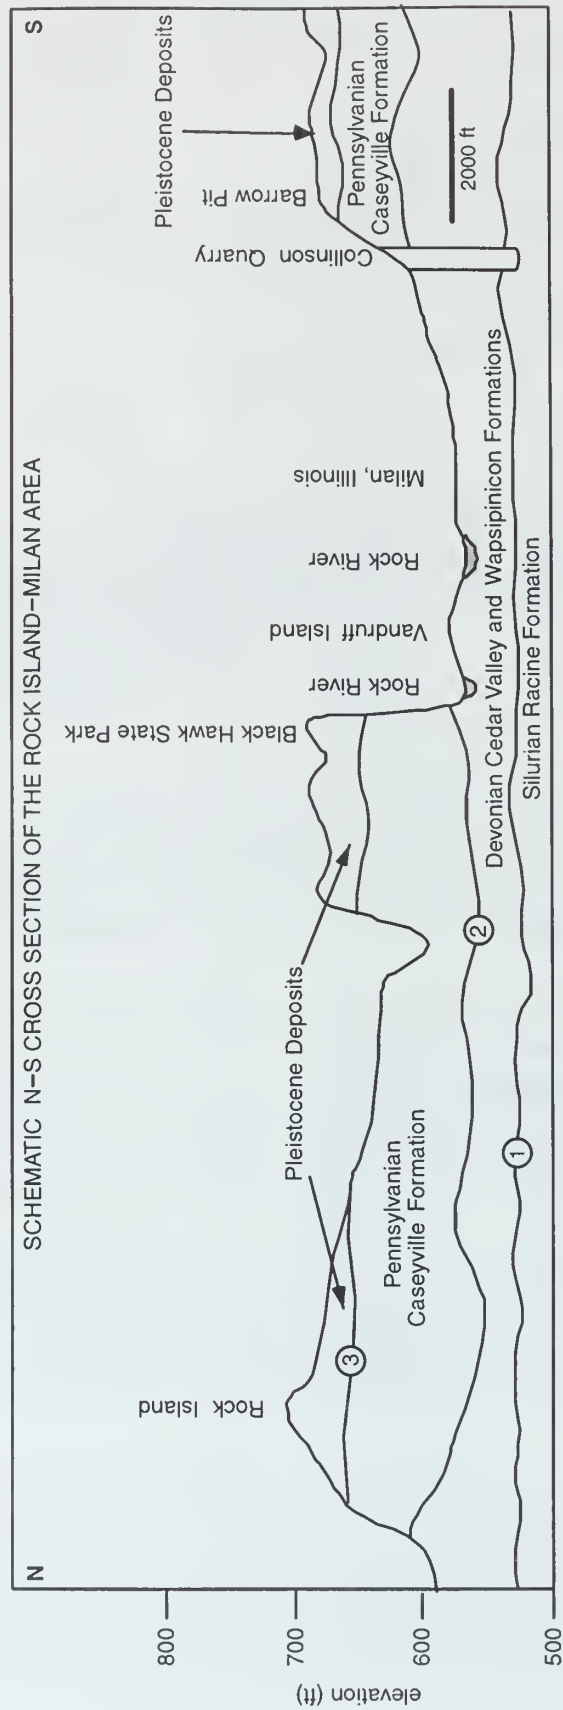 SCHEMATIC N–S CROSS SECTION OF THE ROCK ISLAND–MILAN AREA
N
S
elevation (ft)
800
700
600
500
Rock Island
Pleistocene Deposits
Black Hawk State Park
Rock River
Vandruff Island
Rock River
Milan, Illinois
Collinson Quarry
Barrow Pit
Pleistocene Deposits
Pennsylvanian
Caseyville Formation
Pennsylvanian
Caseyville Formation
2000 ft
3
2
1
Devonian Cedar Valley and Wapsipinicon Formations
Silurian Racine Formation